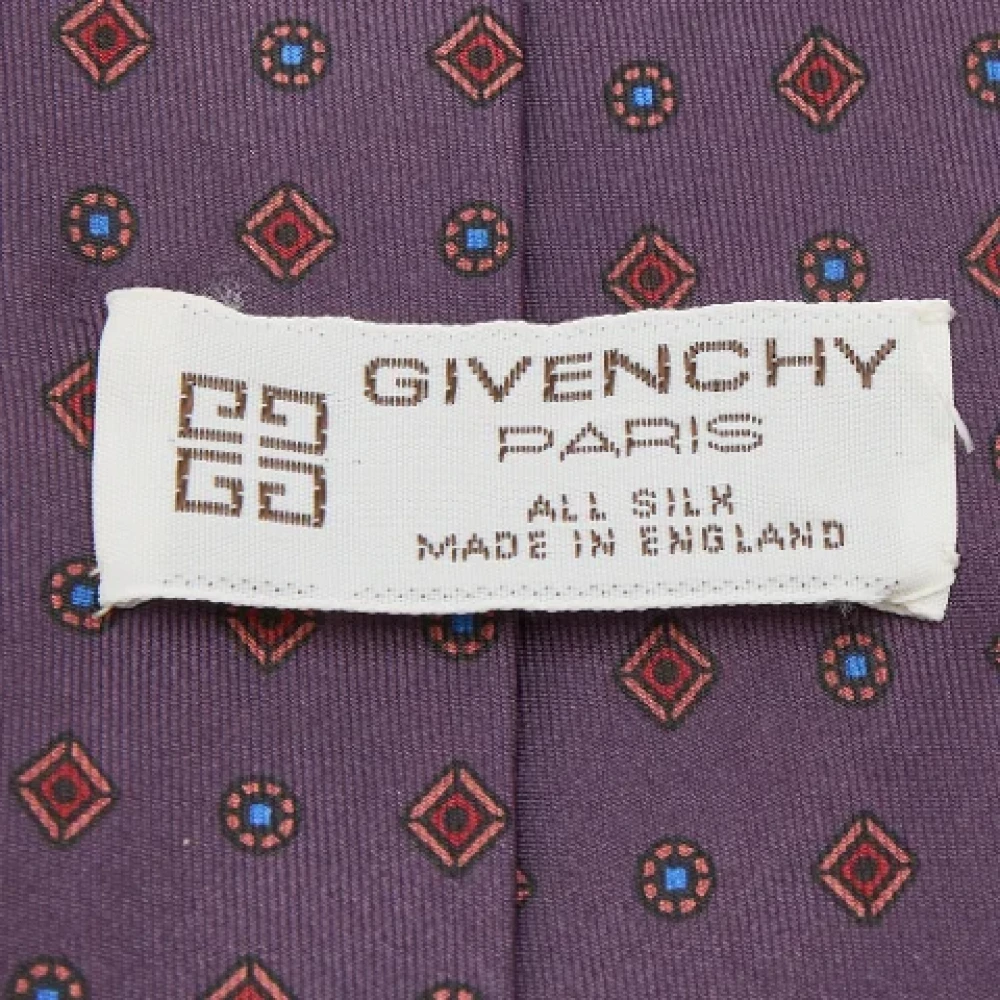 GIVENCHY
PARIS
ALL SILK
MADE IN ENGLAND